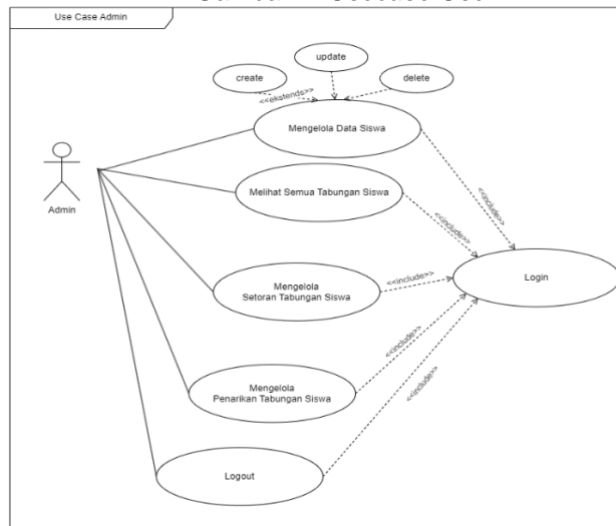 Use Case Admin
update
create
delete
<<ekstends>>
Mengelola Data Siswa
Melihat Semua Tabungan Siswa
<<include>>
<<include>>
Admin
Mengelola
Setoran Tabungan Siswa
<<include>>
Login
<<include>>
<<include>>
Mengelola
Penarikan Tabungan Siswa
Logout